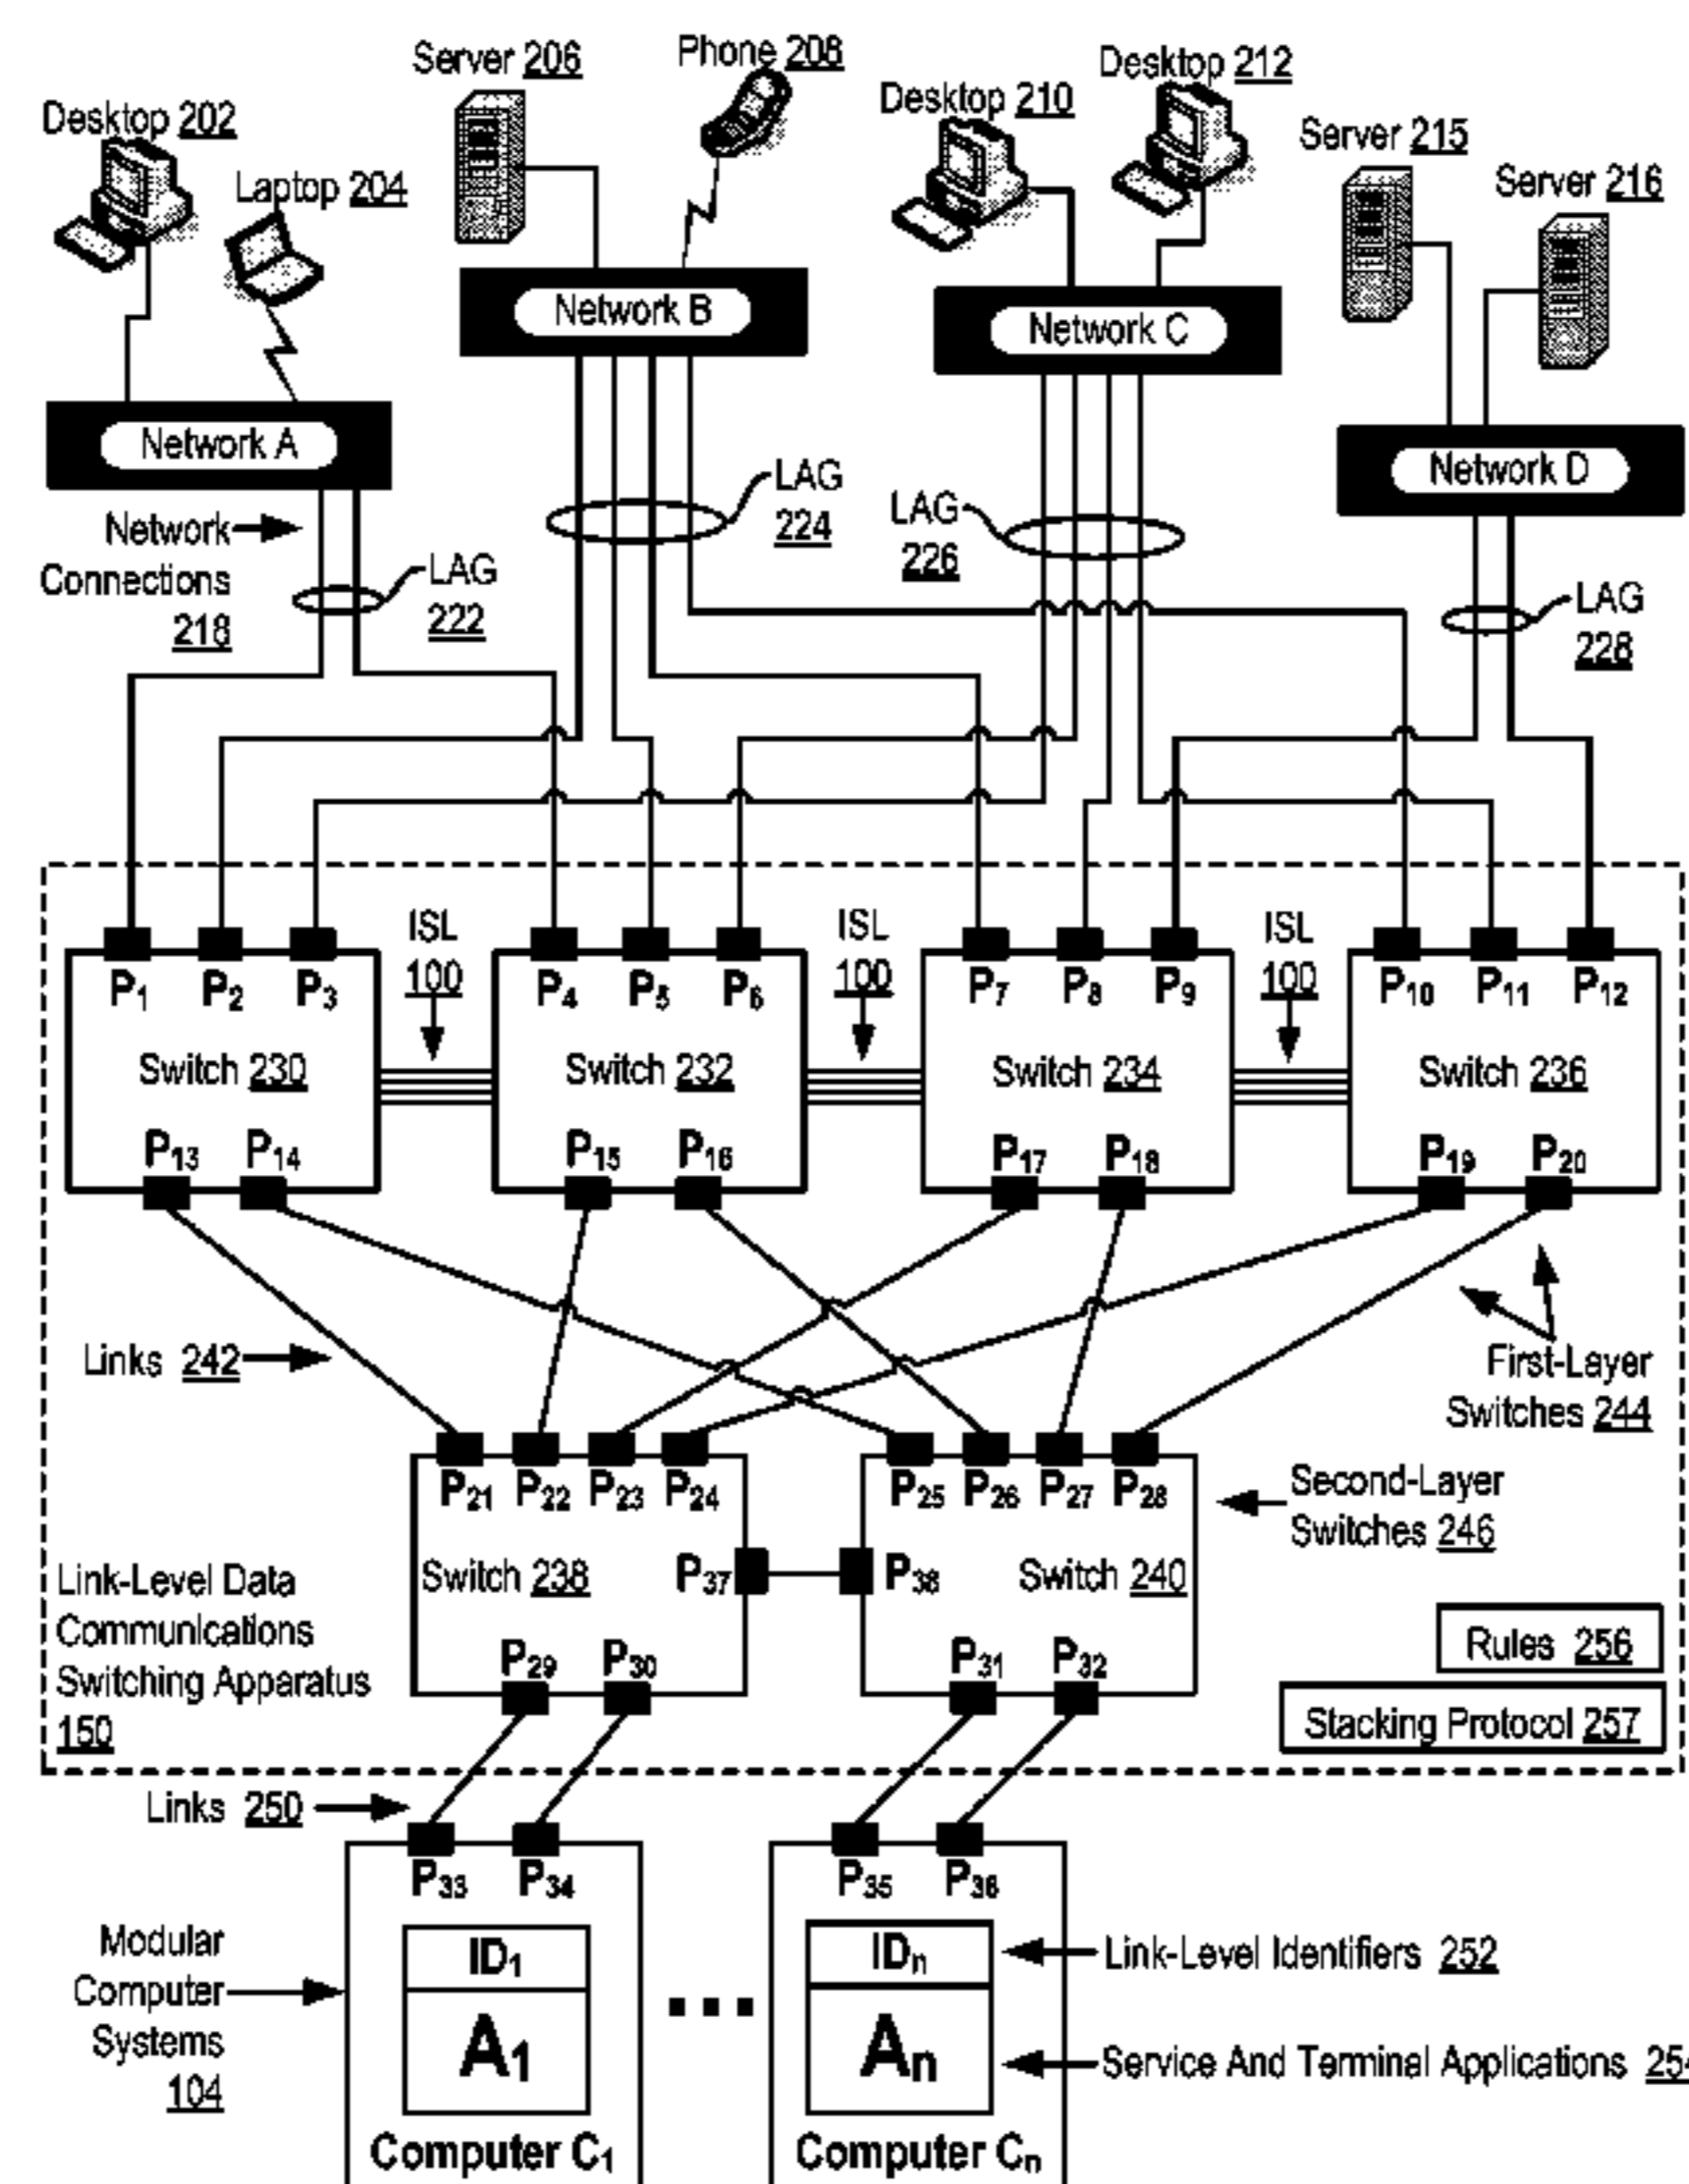 Server 206
Phone 208
Desktop 210
Desktop 212
Desktop 202
Laptop 204
Server 215
Server 216
Network B
Network C
Network A
Network D
Network
Connections
218
LAG
222
LAG
224
LAG
226
LAG
228
ISL
100
ISL
100
ISL
100
P1 P2 P3
P4 P5 P6
P7 P8 P9
P10 P11 P12
Switch 230
Switch 232
Switch 234
Switch 236
P13 P14
P15 P16
P17 P18
P19 P20
Links 242
First-Layer
Switches 244
P21 P22 P23 P24
P25 P26 P27 P28
Second-Layer
Switches 246
Switch 238
P37
P38
Switch 240
Link-Level Data
Communications
Switching Apparatus
150
P29 P30
P31 P32
Rules 256
Stacking Protocol 257
Links 250
P33 P34
P35 P36
Modular
Computer
Systems
104
ID1
A1
Computer C1
IDn
An
Computer Cn
Link-Level Identifiers 252
Service And Terminal Applications 254